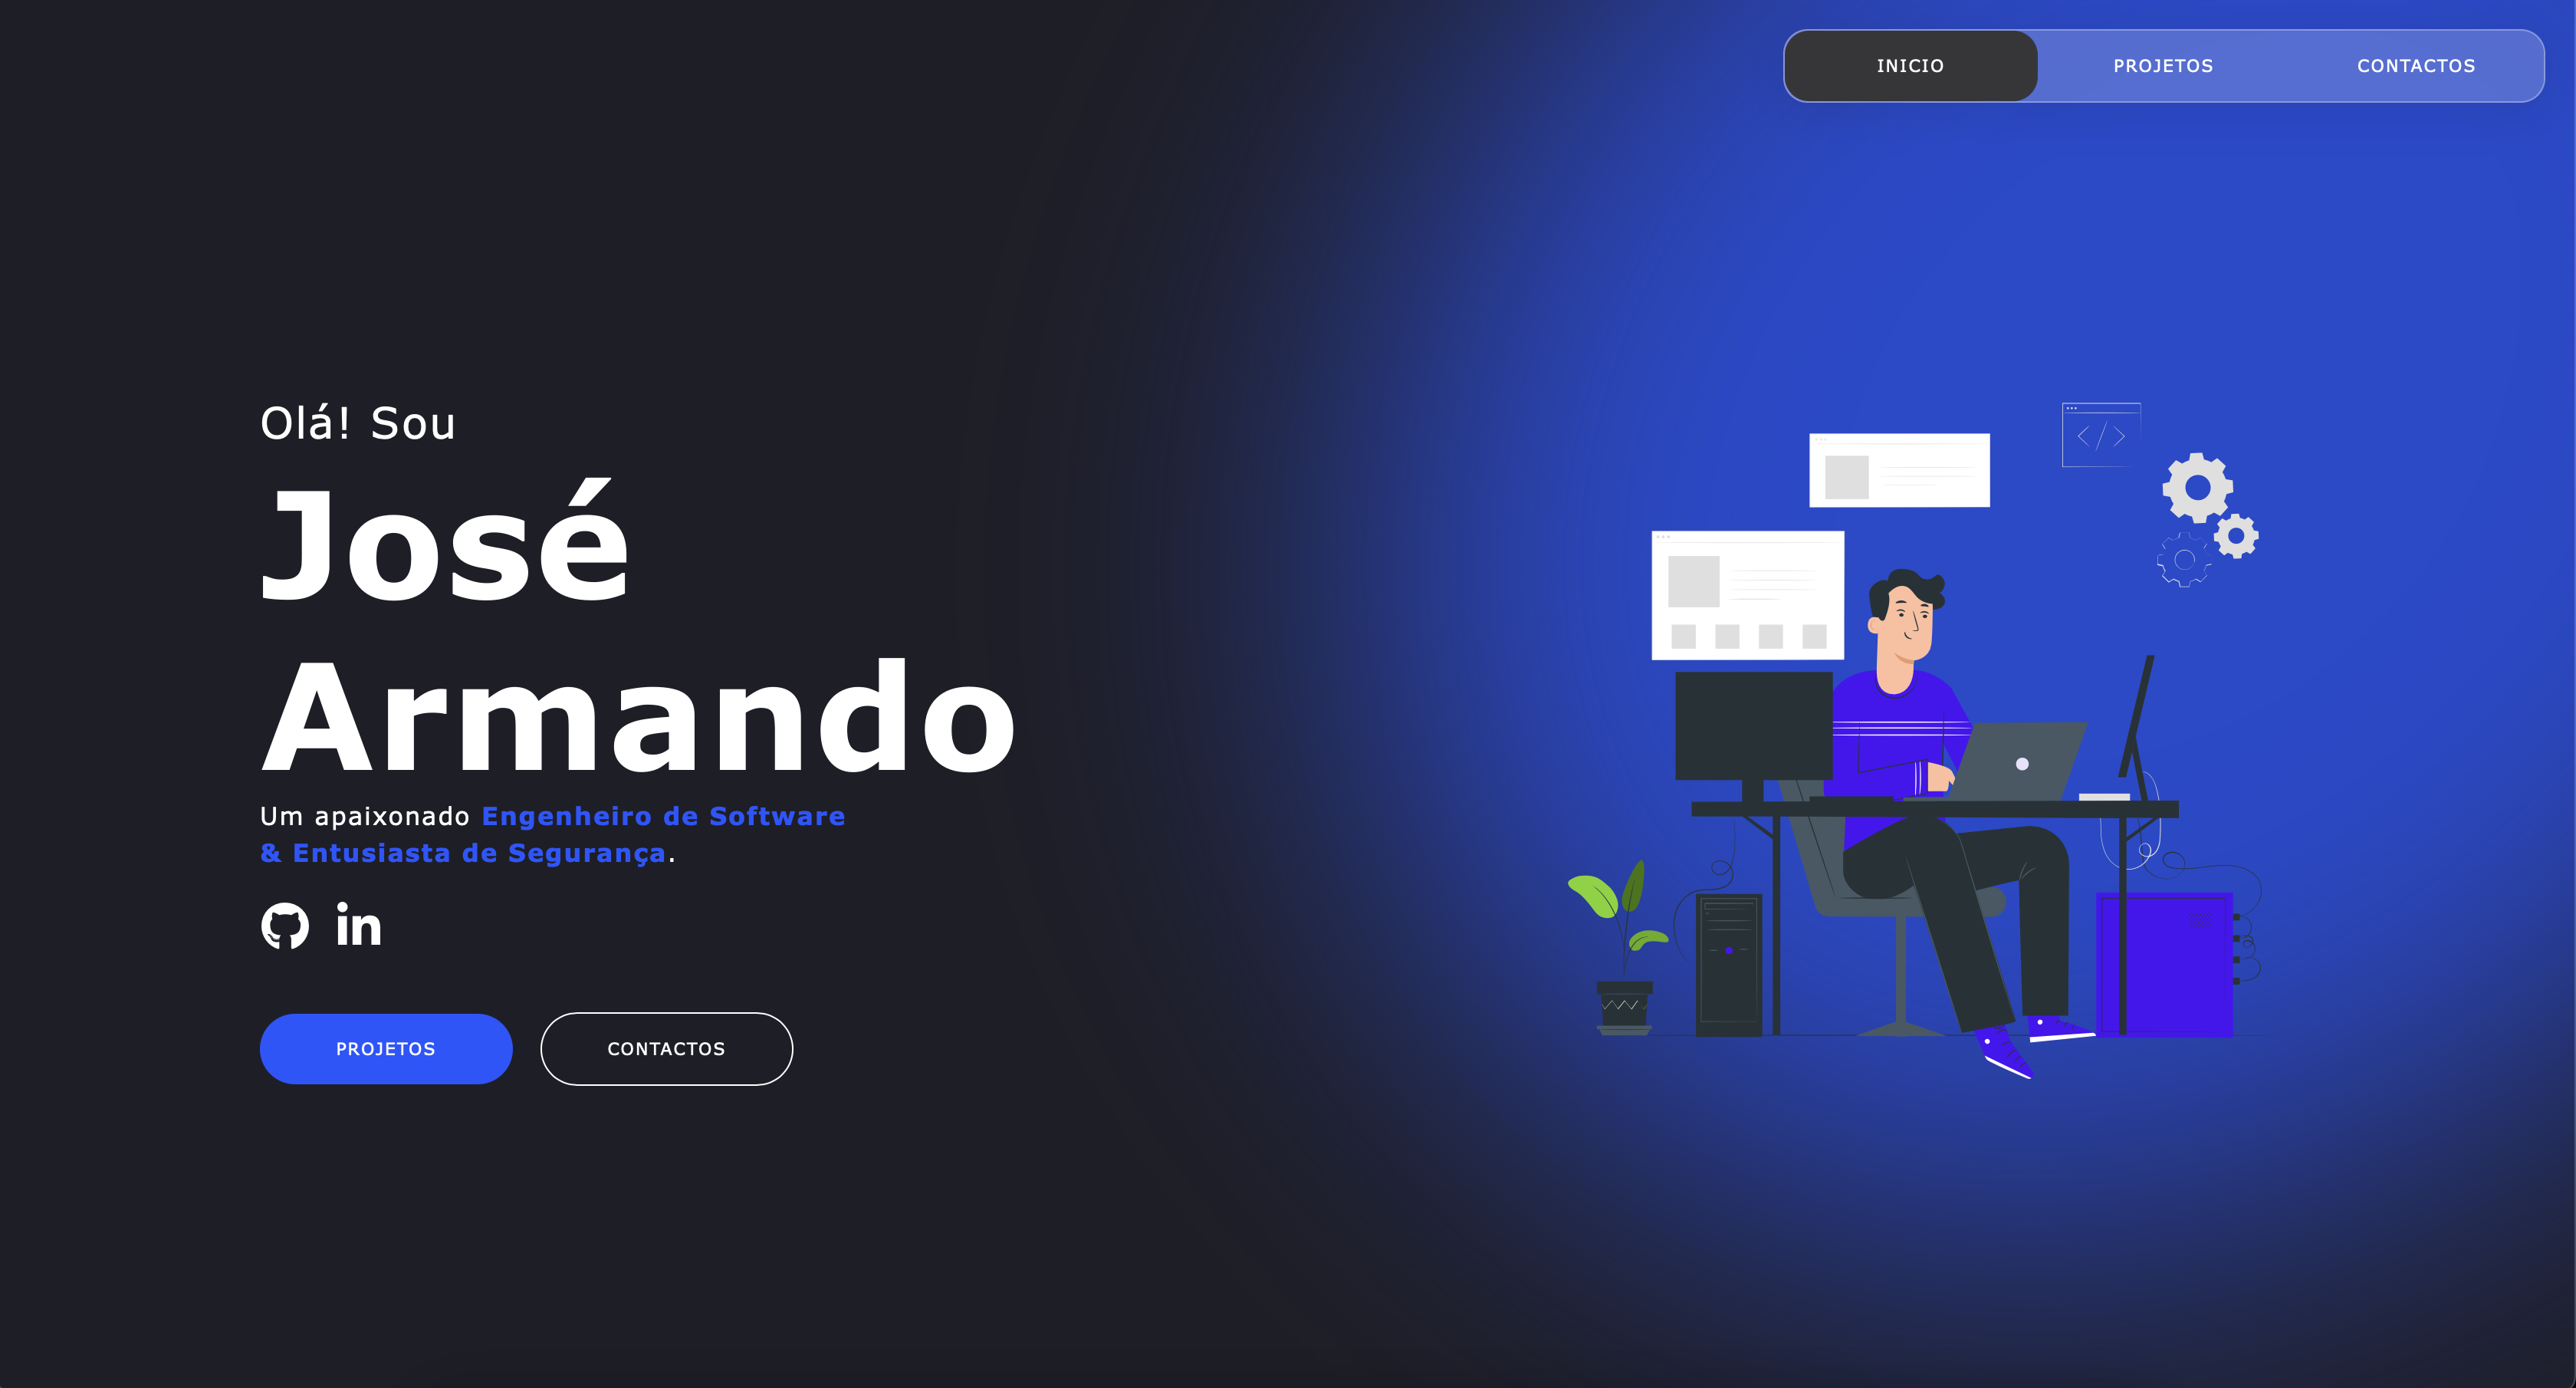 INICIO PROJETOS CONTACTOS
Olá! Sou
José
Armando
Um apaixonado Engenheiro de Software
& Entusiasta de Segurança.
in
PROJETOS CONTACTOS